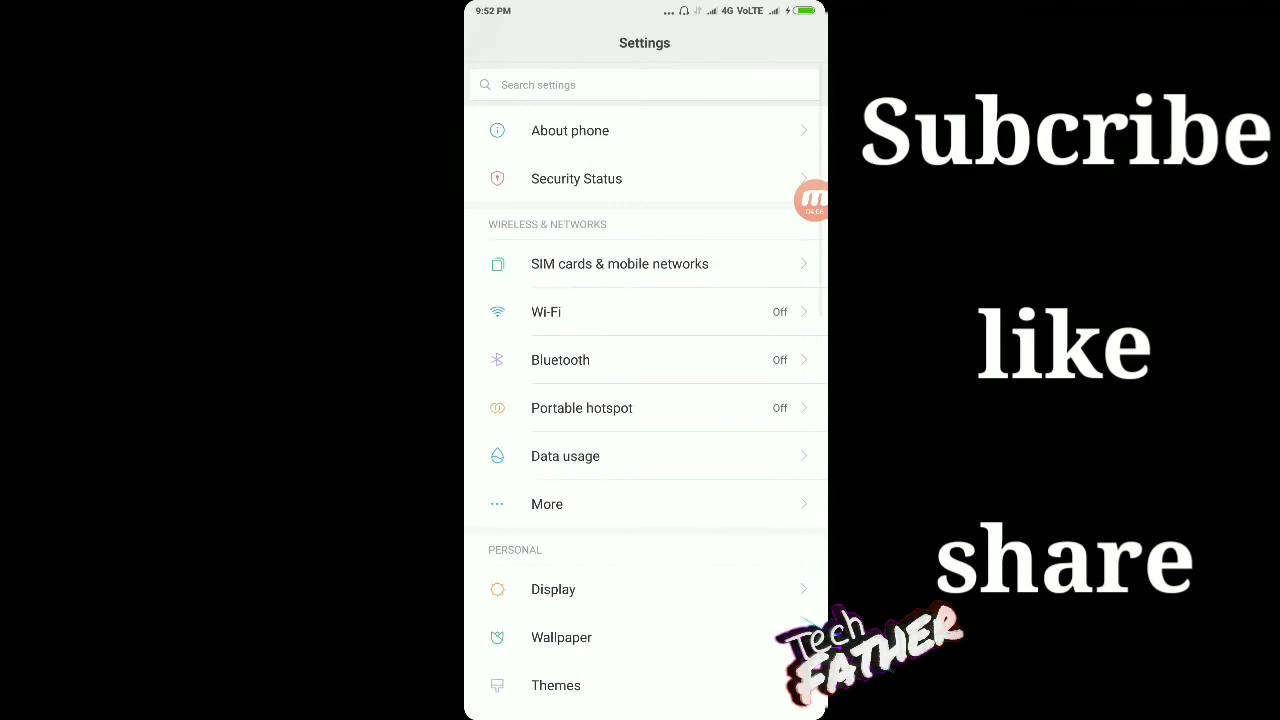 9:52 PM
4G VoLTE
Settings
Search settings
About phone
Security Status
04:06
WIRELESS & NETWORKS
SIM cards & mobile networks
Wi-Fi Off
Bluetooth Off
Portable hotspot Off
Data usage
More
PERSONAL
Display
Wallpaper
Themes
Subcribe
like
share
Tech
FATHER